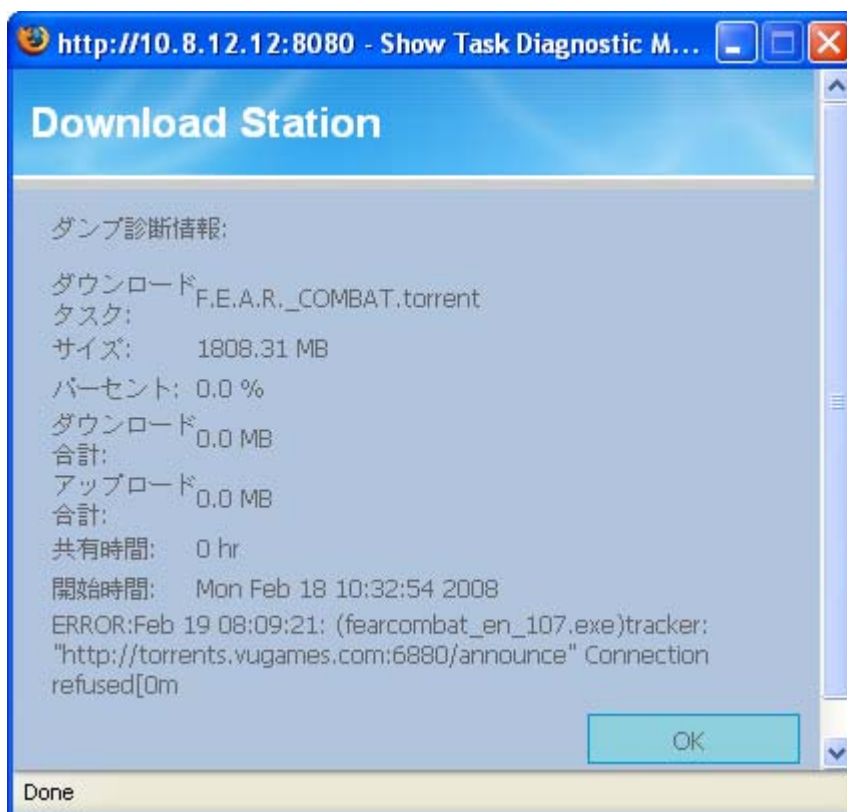 http://10.8.12.12:8080 - Show Task Diagnostic M...
Download Station
ダンプ診断情報:
ダウンロード
タスク:
F.E.A.R._COMBAT.torrent
サイズ: 1808.31 MB
パーセント: 0.0 %
ダウンロード
合計:
0.0 MB
アップロード
合計:
0.0 MB
共有時間: 0 hr
開始時間: Mon Feb 18 10:32:54 2008
ERROR:Feb 19 08:09:21: (fearcombat_en_107.exe)tracker:
"http://torrents.vugames.com:6880/announce" Connection
refused[0m
OK
Done